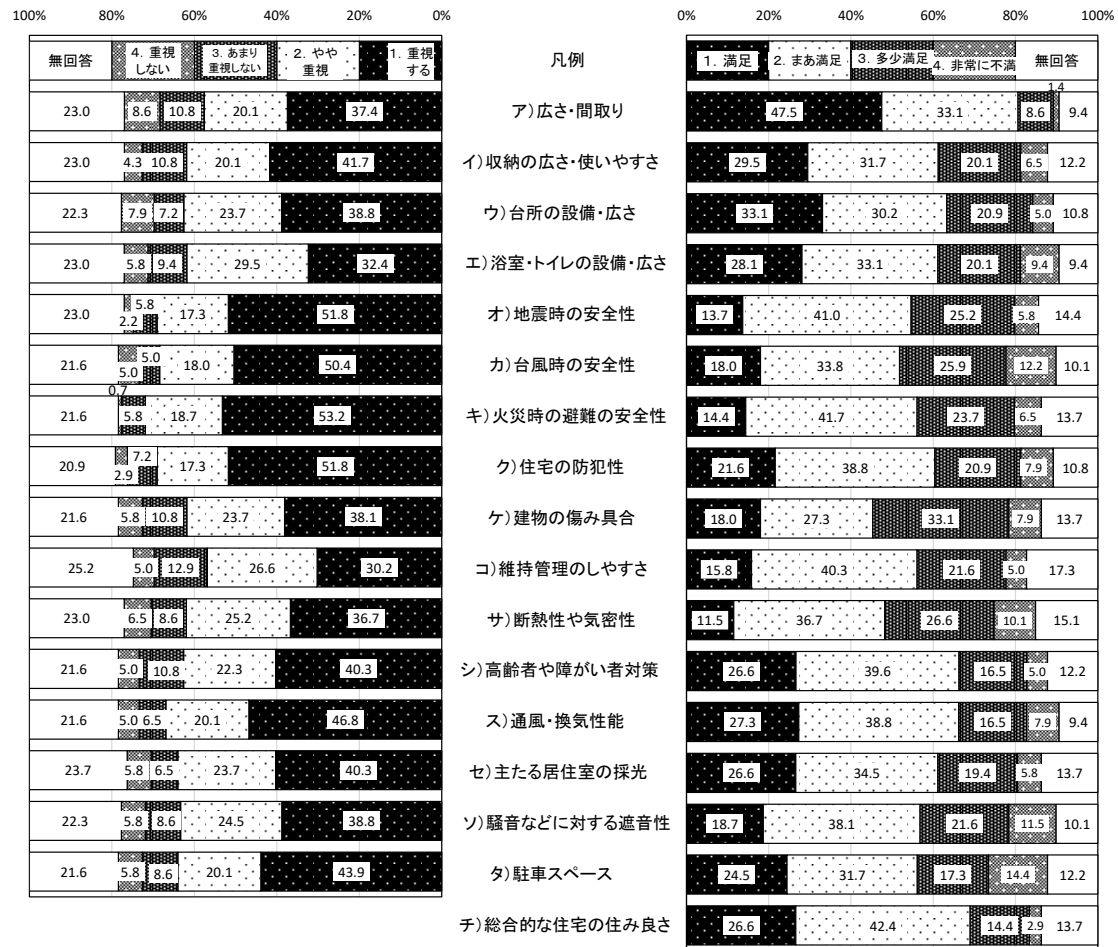 100% 80% 60% 40% 20% 0% 0% 20% 40% 60% 80% 100%
無回答 4．重視しない 3．あまり重視しない 2．やや重視 1．重視する 凡例 1．満足 2．まあ満足 3．多少満足 4．非常に不満 無回答
23.0 8.6 10.8 20.1 37.4 ア)広さ・間取り 47.5 33.1 8.6 1.4 9.4
23.0 4.3 10.8 20.1 41.7 イ)収納の広さ・使いやすさ 29.5 31.7 20.1 6.5 12.2
22.3 7.9 7.2 23.7 38.8 ウ)台所の設備・広さ 33.1 30.2 20.9 5.0 10.8
23.0 5.8 9.4 29.5 32.4 エ)浴室・トイレの設備・広さ 28.1 33.1 20.1 9.4 9.4
23.0 2.2 5.8 17.3 51.8 オ)地震時の安全性 13.7 41.0 25.2 5.8 14.4
21.6 5.0 5.0 18.0 50.4 カ)台風時の安全性 18.0 33.8 25.9 12.2 10.1
21.6 0.7 5.8 18.7 53.2 キ)火災時の避難の安全性 14.4 41.7 23.7 6.5 13.7
20.9 2.9 7.2 17.3 51.8 ク)住宅の防犯性 21.6 38.8 20.9 7.9 10.8
21.6 5.8 10.8 23.7 38.1 ケ)建物の傷み具合 18.0 27.3 33.1 7.9 13.7
25.2 5.0 12.9 26.6 30.2 コ)維持管理のしやすさ 15.8 40.3 21.6 5.0 17.3
23.0 6.5 8.6 25.2 36.7 サ)断熱性や気密性 11.5 36.7 26.6 10.1 15.1
21.6 5.0 10.8 22.3 40.3 シ)高齢者や障がい者対策 26.6 39.6 16.5 5.0 12.2
21.6 5.0 6.5 20.1 46.8 ス)通風・換気性能 27.3 38.8 16.5 7.9 9.4
23.7 5.8 6.5 23.7 40.3 セ)主たる居住室の採光 26.6 34.5 19.4 5.8 13.7
22.3 5.8 8.6 24.5 38.8 ソ)騒音などに対する遮音性 18.7 38.1 21.6 11.5 10.1
21.6 5.8 8.6 20.1 43.9 タ)駐車スペース 24.5 31.7 17.3 14.4 12.2
チ)総合的な住宅の住み良さ 26.6 42.4 14.4 2.9 13.7